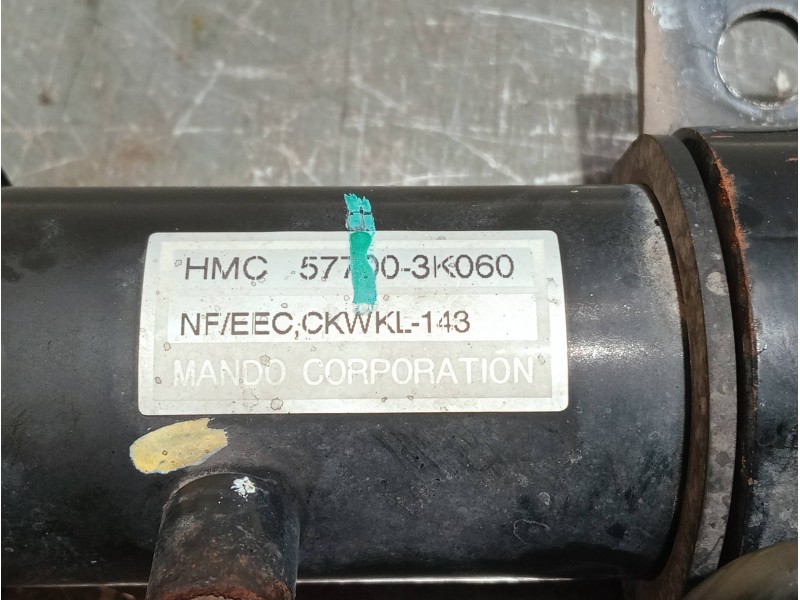 HMC 57700-3K060
NF/EEC,CKWKL-143
MANDO CORPORATION